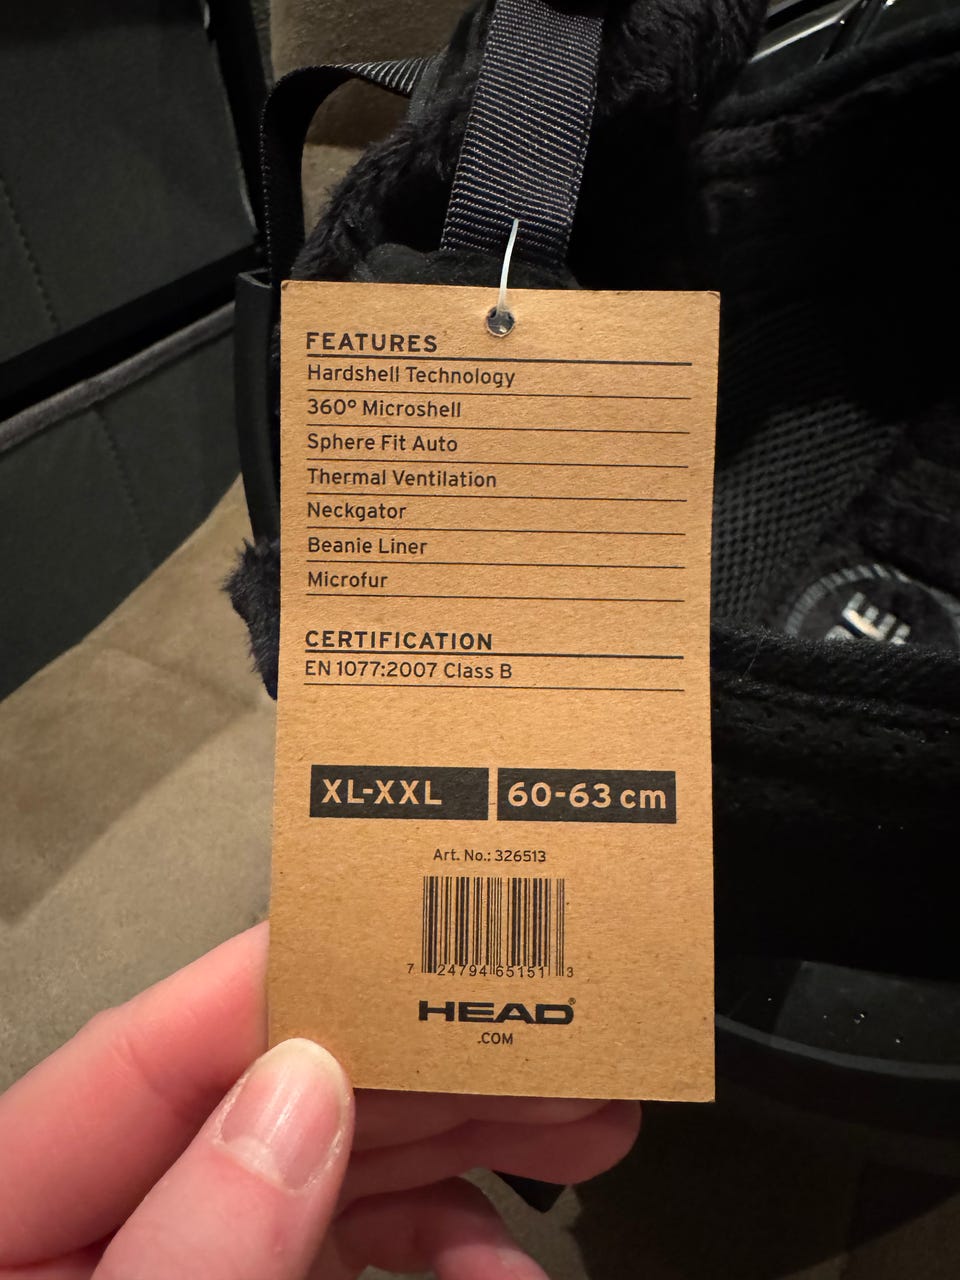 FEATURES
Hardshell Technology
360° Microshell
Sphere Fit Auto
Thermal Ventilation
Neckgator
Beanie Liner
Microfur
CERTIFICATION
EN 1077:2007 Class B
XL-XXL 60-63 cm
Art. No.: 326513
7 24794 65151 3
HEAD®
.COM